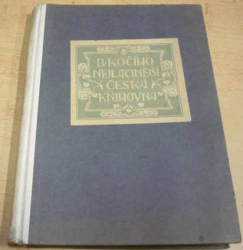 B. KOČÍHO
NEJLACINĚJŠÍ
ČESKÁ
KNIHOVNA